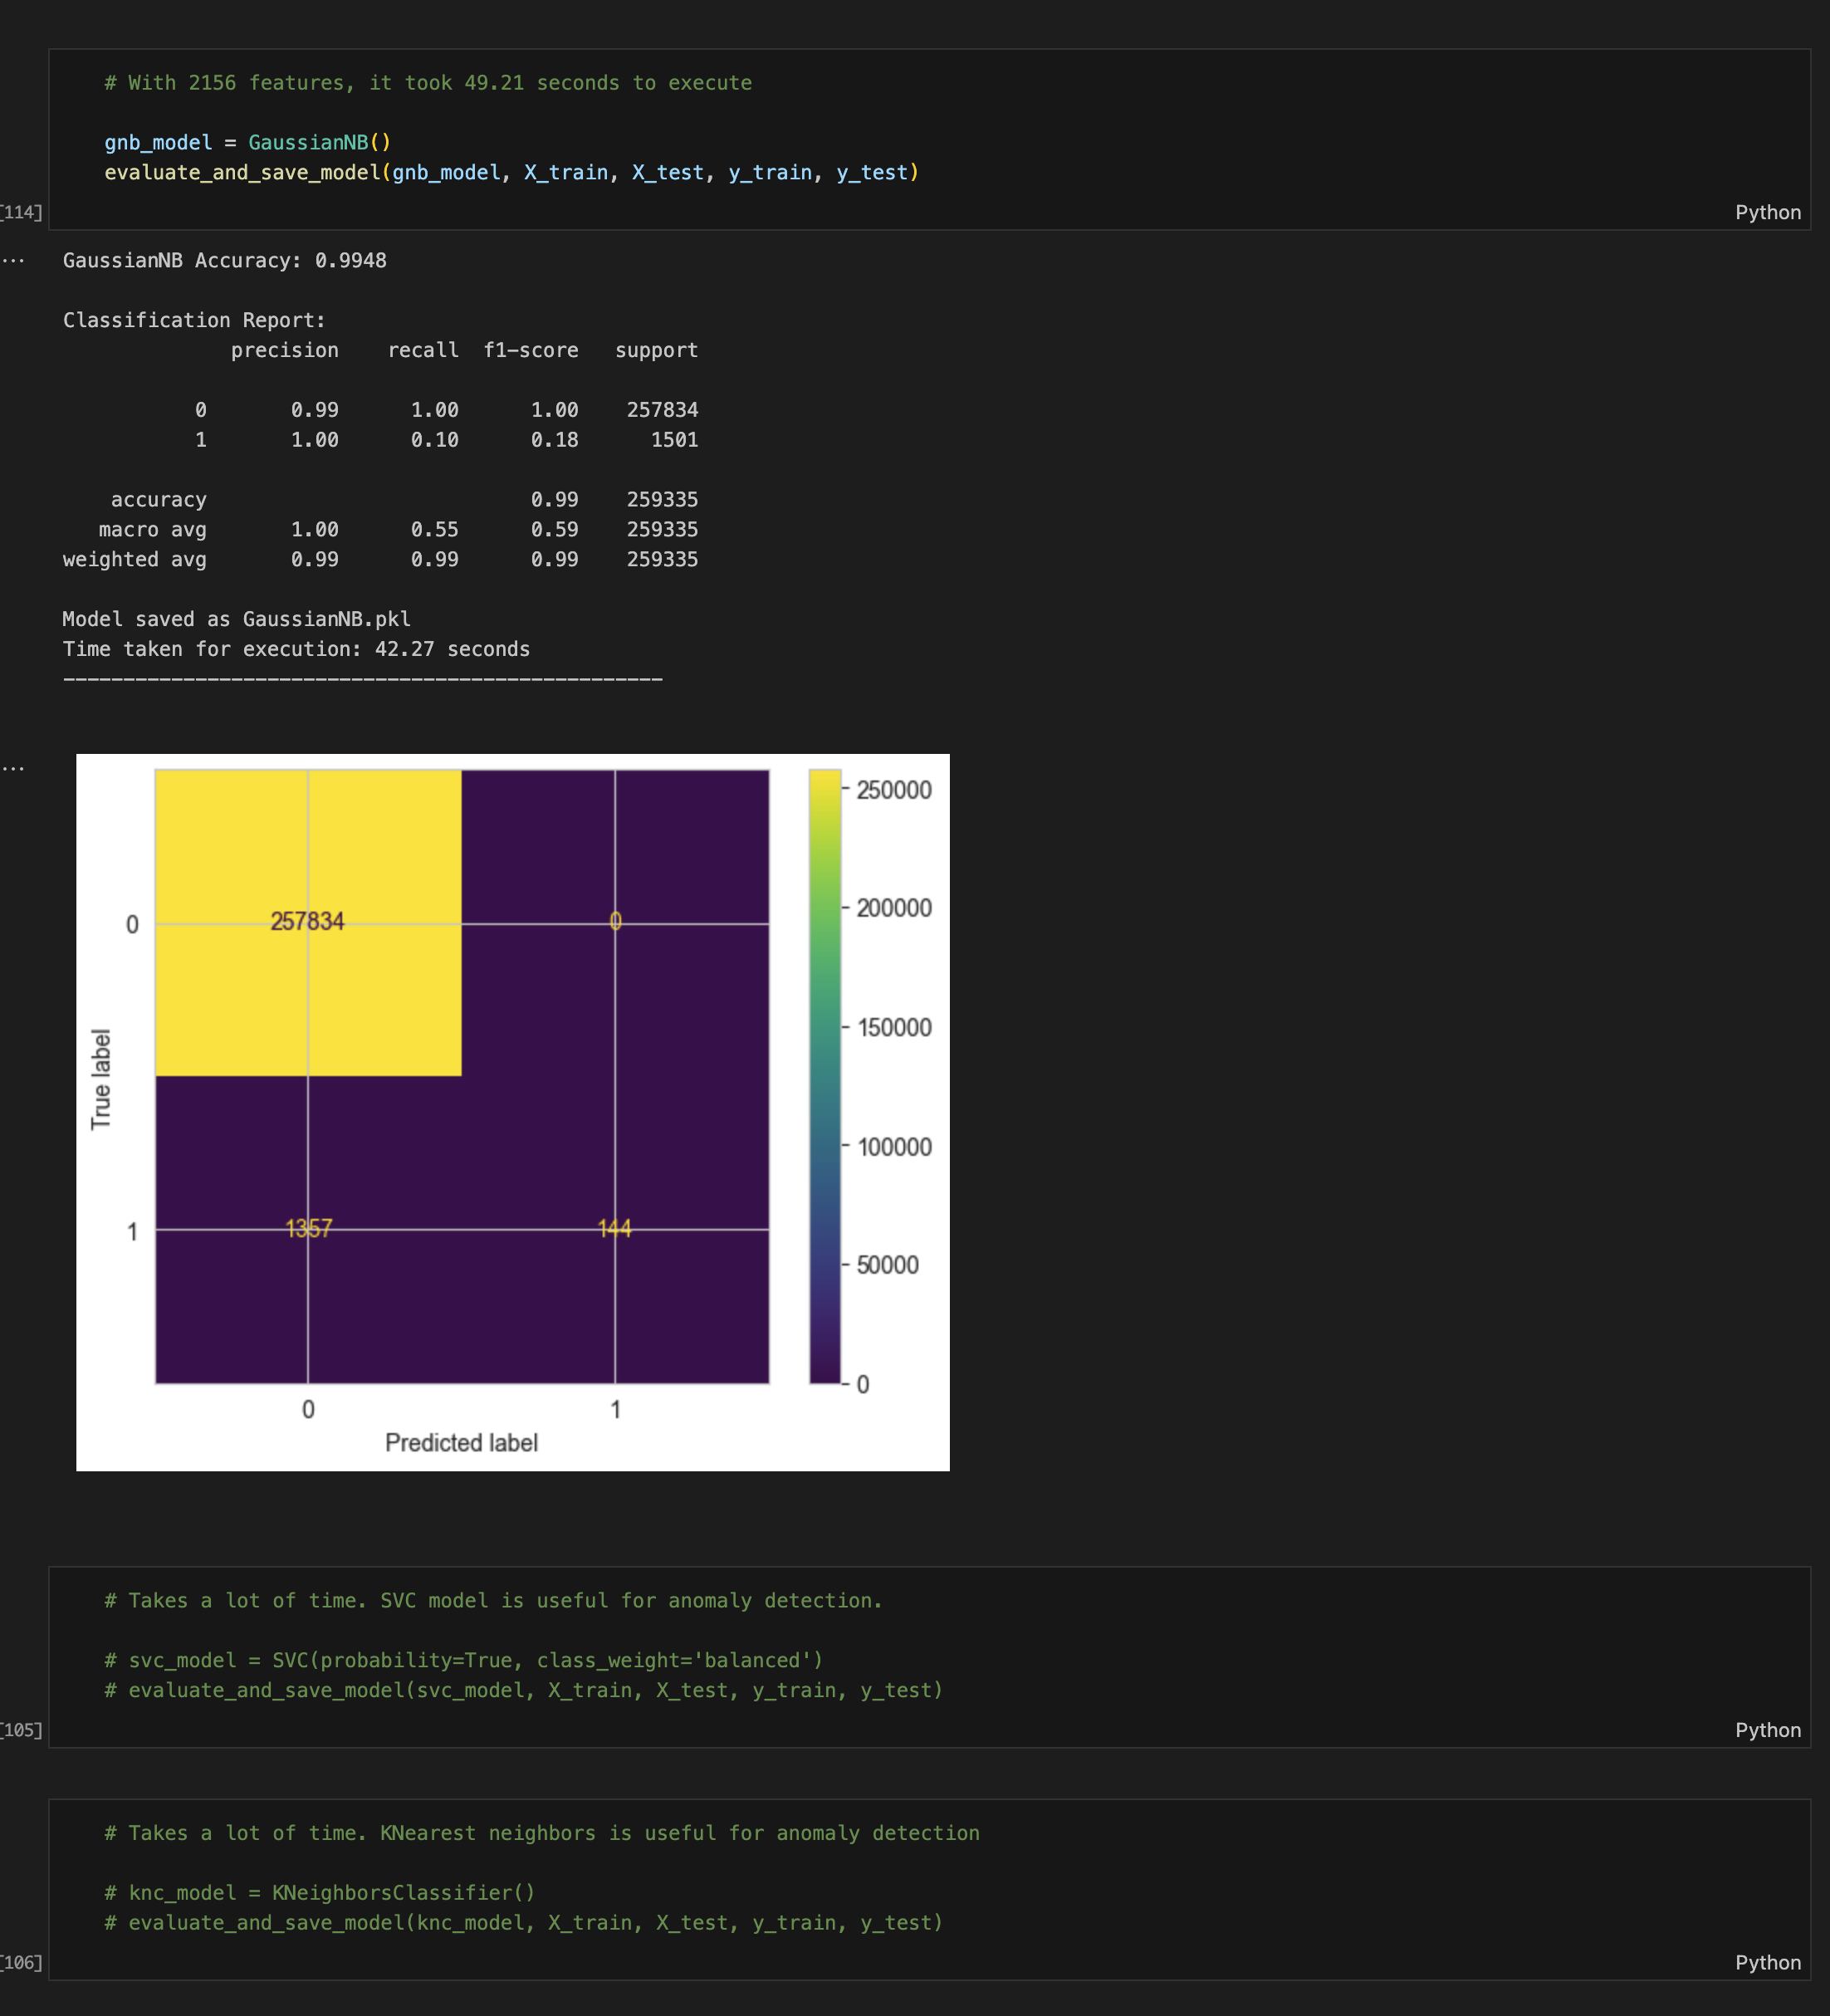 # With 2156 features, it took 49.21 seconds to execute
gnb_model = GaussianNB()
evaluate_and_save_model(gnb_model, X_train, X_test, y_train, y_test)
[114]
Python
...
GaussianNB Accuracy: 0.9948
Classification Report:
precision recall f1-score support
0 0.99 1.00 1.00 257834
1 1.00 0.10 0.18 1501
accuracy 0.99 259335
macro avg 1.00 0.55 0.59 259335
weighted avg 0.99 0.99 0.99 259335
Model saved as GaussianNB.pkl
Time taken for execution: 42.27 seconds
--------------------------------------------------
...
True label
0
1
257834 0
1357 144
0 1
Predicted label
250000
200000
150000
100000
50000
0
# Takes a lot of time. SVC model is useful for anomaly detection.
# svc_model = SVC(probability=True, class_weight='balanced')
# evaluate_and_save_model(svc_model, X_train, X_test, y_train, y_test)
[105]
Python
# Takes a lot of time. KNearest neighbors is useful for anomaly detection
# knc_model = KNeighborsClassifier()
# evaluate_and_save_model(knc_model, X_train, X_test, y_train, y_test)
[106]
Python